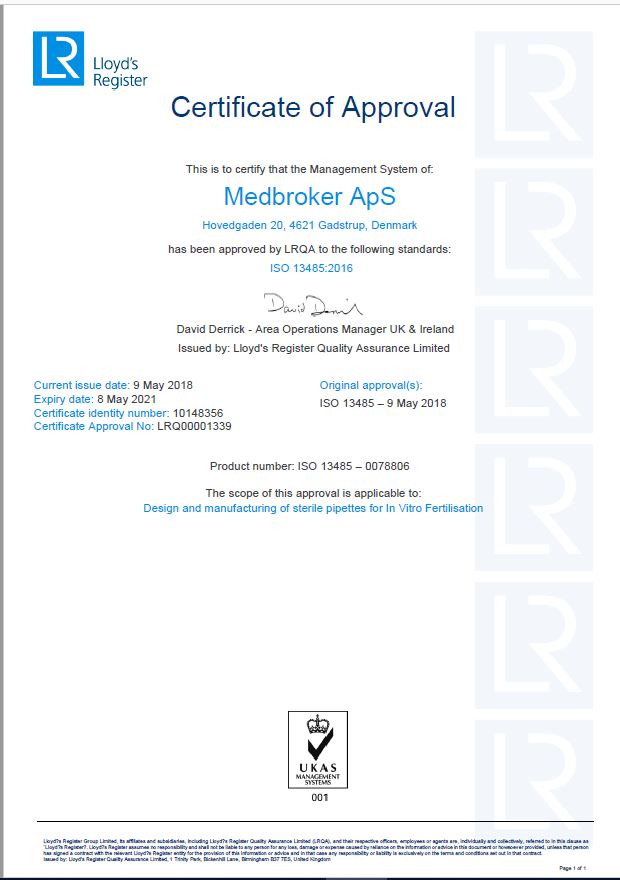 LR
Lloyd's
Register
Certificate of Approval
This is to certify that the Management System of:
Medbroker ApS
Hovedgaden 20, 4621 Gadstrup, Denmark
has been approved by LRQA to the following standards:
ISO 13485:2016
David Derrick
David Derrick - Area Operations Manager UK & Ireland
Issued by: Lloyd's Register Quality Assurance Limited
Current issue date: 9 May 2018
Expiry date: 8 May 2021
Certificate identity number: 10148356
Certificate Approval No: LRQ00001339
Original approval(s):
ISO 13485 – 9 May 2018
Product number: ISO 13485 – 0078806
The scope of this approval is applicable to:
Design and manufacturing of sterile pipettes for In Vitro Fertilisation
UKAS
MANAGEMENT
SYSTEMS
001
Lloyd?s Register Group Limited, its affiliates and subsidiaries, including Lloyd?s Register Quality Assurance Limited (LRQA), and their respective officers, employees or agents are, individually and collectively, referred to in this clause as
'Lloyd?s Register?. Lloyd?s Register assumes no responsibility and shall not be liable to any person for any loss, damage or expense caused by reliance on the information or advice in this document or howsoever provided, unless that person
has signed a contract with the relevant Lloyd?s Register entity for the provision of this information or advice and in that case any responsibility or liability is exclusively on the terms and conditions set out in that contract.
Issued by: Lloyd's Register Quality Assurance Limited, 1 Trinity Park, Bickenhill Lane, Birmingham B37 7ES, United Kingdom
Page 1 of 1